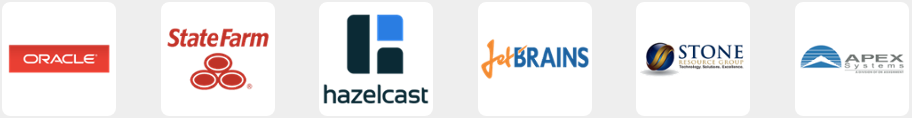 ORACLE
State Farm
®
hazelcast
JetBRAINS
STONE
RESOURCE GROUP
Technology. Solutions. Excellence.
APEX
Systems